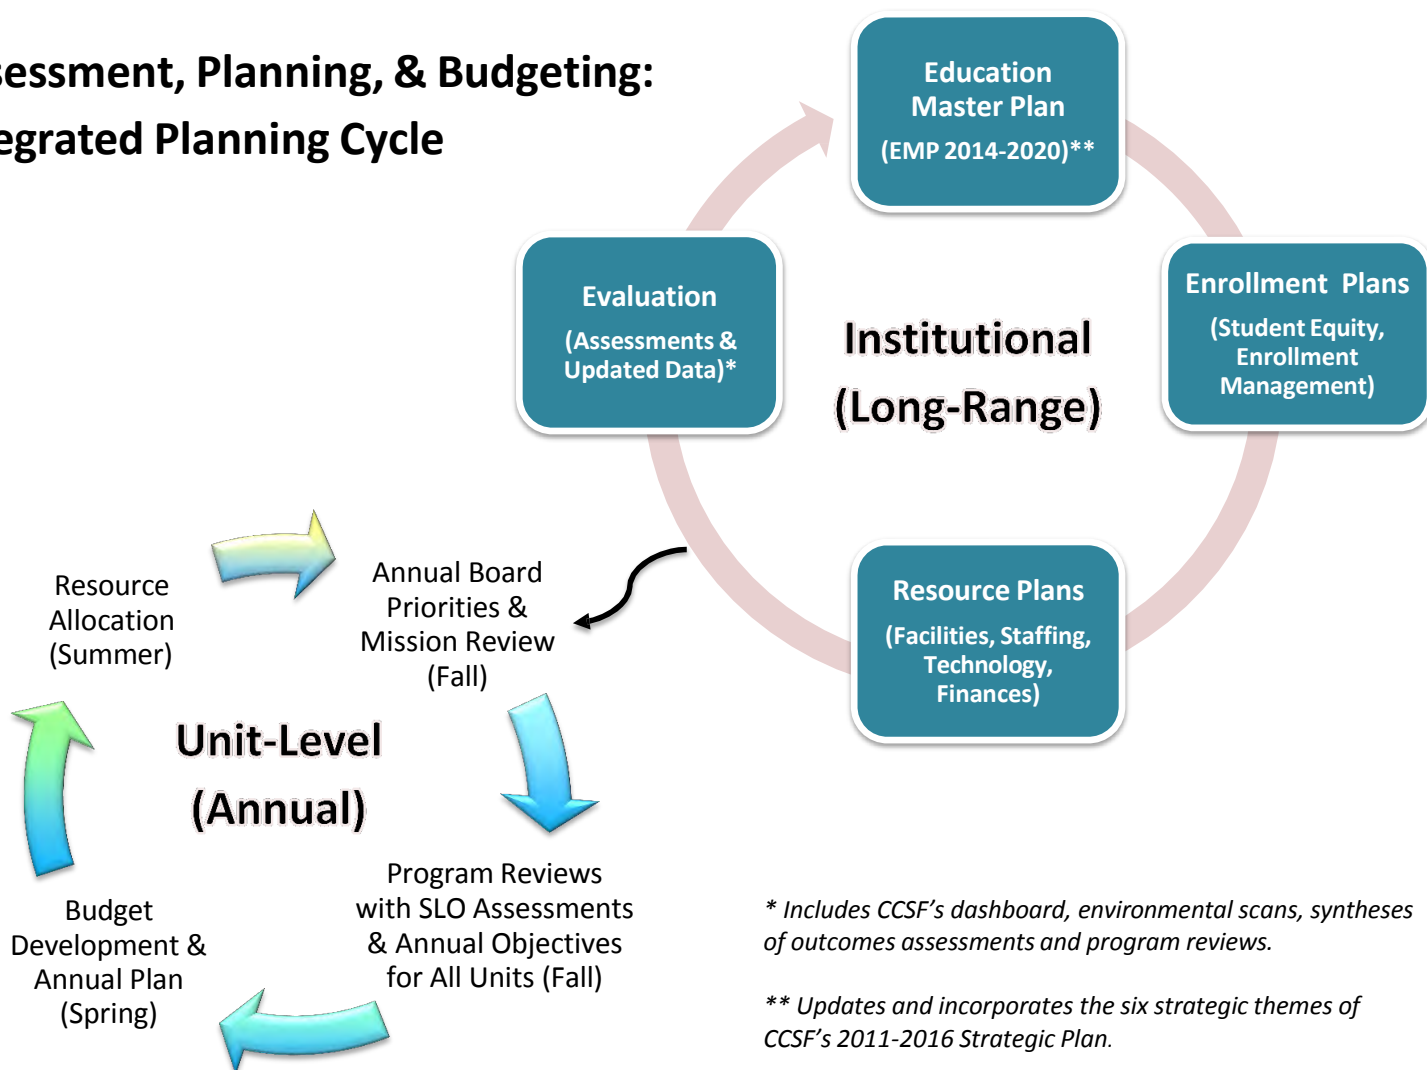 sessment, Planning, & Budgeting:
egrated Planning Cycle
Education
Master Plan
(EMP 2014-2020)**
Evaluation
(Assessments &
Updated Data)*
Institutional
(Long-Range)
Enrollment Plans
(Student Equity,
Enrollment
Management)
Resource Plans
(Facilities, Staffing,
Technology,
Finances)
Resource
Allocation
(Summer)
Annual Board
Priorities &
Mission Review
(Fall)
Unit-Level
(Annual)
Program Reviews
with SLO Assessments
& Annual Objectives
for All Units (Fall)
Budget
Development &
Annual Plan
(Spring)
* Includes CCSF’s dashboard, environmental scans, syntheses
of outcomes assessments and program reviews.
** Updates and incorporates the six strategic themes of
CCSF’s 2011-2016 Strategic Plan.